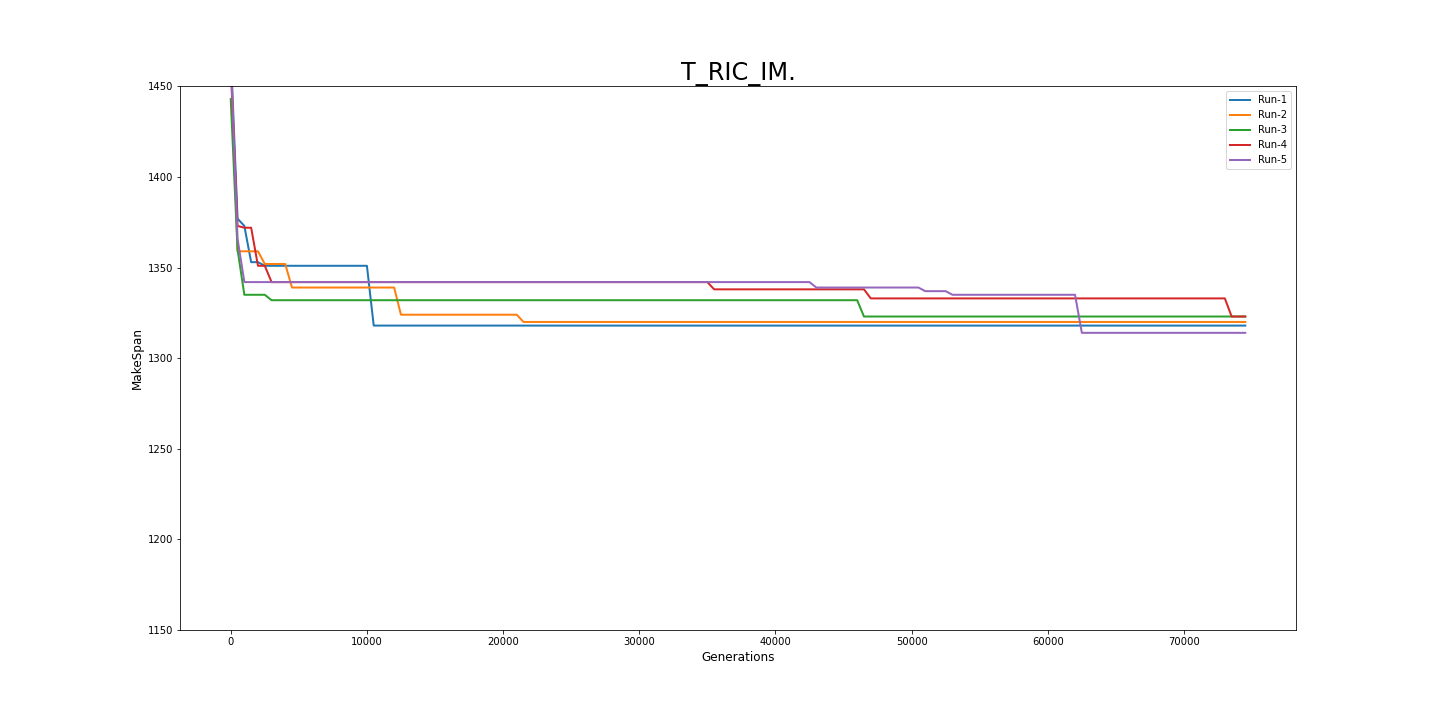 T_RIC_IM.
1450
1400
1350
1300
1250
1200
1150
MakeSpan
0 10000 20000 30000 40000 50000 60000 70000
Generations
Run-1
Run-2
Run-3
Run-4
Run-5